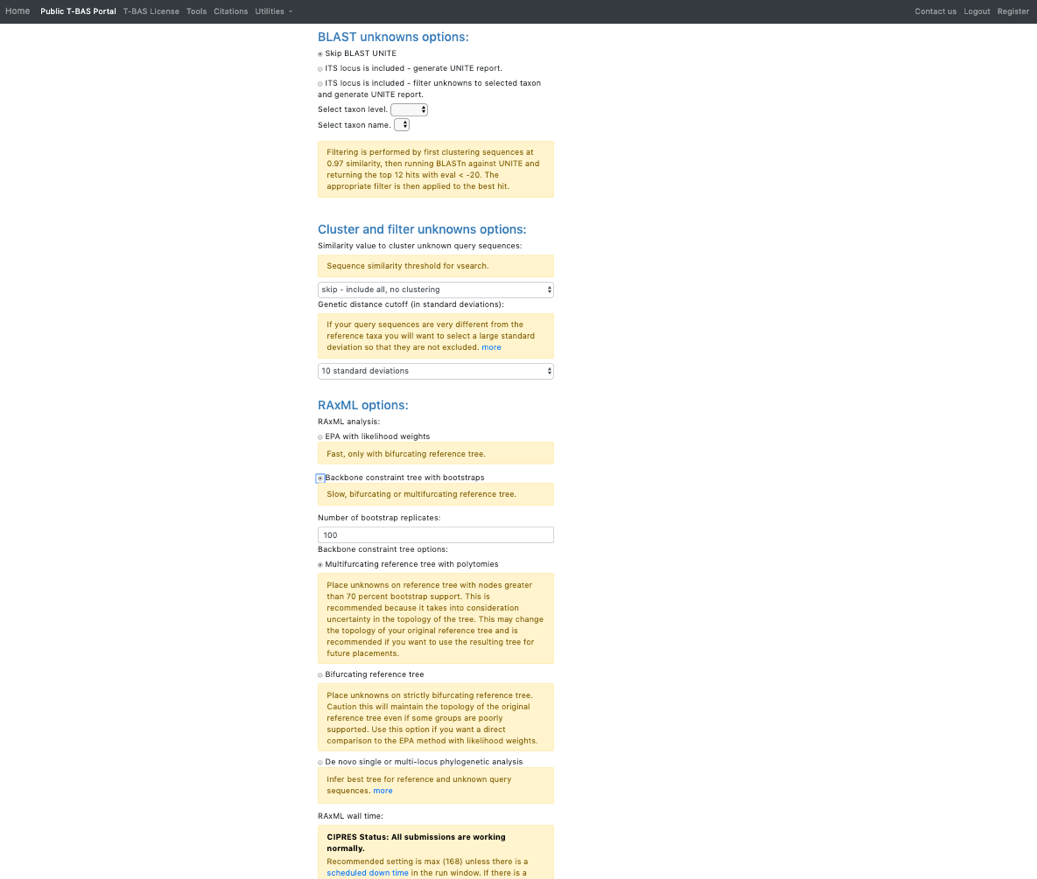 Home Public T-BAS Portal T-BAS License Tools Citations Utilities Contact us Logout Register
BLAST unknowns options:
Skip BLAST UNITE
ITS locus is included - generate UNITE report.
ITS locus is included - filter unknowns to selected taxon
and generate UNITE report.
Select taxon level.
Select taxon name.
Filtering is performed by first clustering sequences at
0.97 similarity, then running BLASTn against UNITE and
returning the top 12 hits with eval < -20. The
appropriate filter is then applied to the best hit.
Cluster and filter unknowns options:
Similarity value to cluster unknown query sequences:
Sequence similarity threshold for vsearch.
skip - include all, no clustering
Genetic distance cutoff (in standard deviations):
If your query sequences are very different from the
reference taxa you will want to select a large standard
deviation so that they are not excluded. more
10 standard deviations
RAxML options:
RAxML analysis:
EPA with likelihood weights
Fast, only with bifurcating reference tree.
Backbone constraint tree with bootstraps
Slow, bifurcating or multifurcating reference tree.
Number of bootstrap replicates:
100
Backbone constraint tree options:
Multifurcating reference tree with polytomies
Place unknowns on reference tree with nodes greater
than 70 percent bootstrap support. This is
recommended because it takes into consideration
uncertainty in the topology of the tree. This may change
the topology of your original reference tree and is
recommended if you want to use the resulting tree for
future placements.
Bifurcating reference tree
Place unknowns on strictly bifurcating reference tree.
Caution this will maintain the topology of the original
reference tree even if some groups are poorly
supported. Use this option if you want a direct
comparison to the EPA method with likelihood weights.
De novo single or multi-locus phylogenetic analysis
Infer best tree for reference and unknown query
sequences. more
RAxML wall time:
CIPRES Status: All submissions are working
normally.
Recommended setting is max (168) unless there is a
scheduled down time in the run window. If there is a